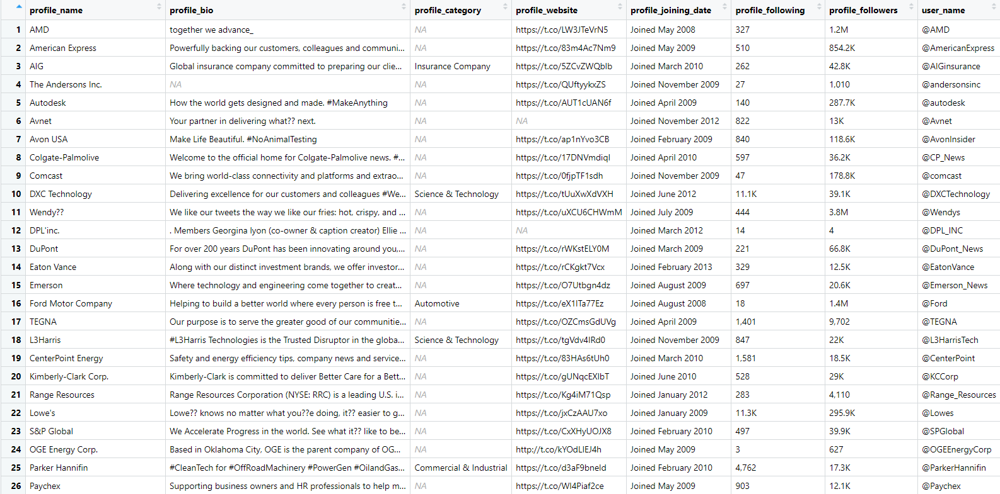 profile_name profile_bio profile_category profile_website profile_joining_date profile_following profile_followers user_name
1 AMD together we advance_ NA https://t.co/LW3JTeVrN5 Joined May 2008 327 1.2M @AMD
2 American Express Powerfully backing our customers, colleagues and communi... NA https://t.co/83m4Ac7Nm9 Joined May 2009 510 854.2K @AmericanExpress
3 AIG Global insurance company committed to preparing our clie... Insurance Company https://t.co/5ZCvZWQbIb Joined March 2010 262 42.8K @AIGinsurance
4 The Andersons Inc. NA NA https://t.co/QUftyykxZS Joined November 2009 27 1,010 @andersonsinc
5 Autodesk How the world gets designed and made. #MakeAnything NA https://t.co/AUT1cUAN6f Joined April 2009 140 287.7K @autodesk
6 Avnet Your partner in delivering what?? next. NA NA Joined November 2012 822 13K @Avnet
7 Avon USA Make Life Beautiful. #NoAnimalTesting NA https://t.co/ap1nYvo3CB Joined February 2009 840 118.6K @AvonInsider
8 Colgate-Palmolive Welcome to the official home for Colgate-Palmolive news. #... NA https://t.co/17DNVmdiqI Joined April 2010 597 36.2K @CP_News
9 Comcast We bring world-class connectivity and platforms and extrao... NA https://t.co/0fjpTF1sdh Joined November 2009 47 178.8K @comcast
10 DXC Technology Delivering excellence for our customers and colleagues #We... Science & Technology https://t.co/tUuXwXdVXH Joined June 2012 11.1K 39.1K @DXCTechnology
11 Wendy?? We like our tweets the way we like our fries: hot, crispy, and ... NA https://t.co/uXCU6CHWmM Joined July 2009 444 3.8M @Wendys
12 DPL'inc. . Members Georgina lyon (co-owner & caption creator) Ellie ... NA NA Joined March 2012 14 4 @DPL_INC
13 DuPont For over 200 years DuPont has been innovating around you,... NA https://t.co/rWKstELY0M Joined March 2009 221 66.8K @DuPont_News
14 Eaton Vance Along with our distinct investment brands, we offer investor... NA https://t.co/rCKgkt7Vcx Joined February 2013 329 12.5K @EatonVance
15 Emerson Where technology and engineering come together to creat... NA https://t.co/O7Utbgn4dz Joined August 2009 697 20.6K @Emerson_News
16 Ford Motor Company Helping to build a better world where every person is free t... Automotive https://t.co/eX1ITa77Ez Joined August 2008 18 1.4M @Ford
17 TEGNA Our purpose is to serve the greater good of our communitie... NA https://t.co/OZCmsGdUVg Joined April 2009 1,401 9,702 @TEGNA
18 L3Harris #L3Harris Technologies is the Trusted Disruptor in the globa... Science & Technology https://t.co/tgVdv4IRd0 Joined November 2009 847 22K @L3HarrisTech
19 CenterPoint Energy Safety and energy efficiency tips, company news and service... NA https://t.co/83HAs6tUh0 Joined March 2010 1,581 18.5K @CenterPoint
20 Kimberly-Clark Corp. Kimberly-Clark is committed to deliver Better Care for a Bett... NA https://t.co/gUNqcEXIbT Joined June 2010 528 29K @KCCorp
21 Range Resources Range Resources Corporation (NYSE: RRC) is a leading U.S. i... NA https://t.co/Kg4iM71Qsp Joined January 2012 283 4,110 @Range_Resources
22 Lowe's Lowe?? knows no matter what you??e doing, it?? easier to g... NA https://t.co/jxCzAAU7xo Joined January 2009 11.3K 295.9K @Lowes
23 S&P Global We Accelerate Progress in the world. See what it?? like to be... NA https://t.co/CxXHyUOJX8 Joined February 2010 497 39.9K @SPGlobal
24 OGE Energy Corp. Based in Oklahoma City, OGE is the parent company of OG... NA http://t.co/kYOdLIEJ4h Joined May 2009 3 627 @OGEEnergyCorp
25 Parker Hannifin #CleanTech for #OffRoadMachinery #PowerGen #OilandGas... Commercial & Industrial https://t.co/d3aF9bneld Joined February 2010 4,762 17.3K @ParkerHannifin
26 Paychex Supporting business owners and HR professionals to help m... NA https://t.co/WI4Piaf2ce Joined May 2009 903 12.1K @Paychex